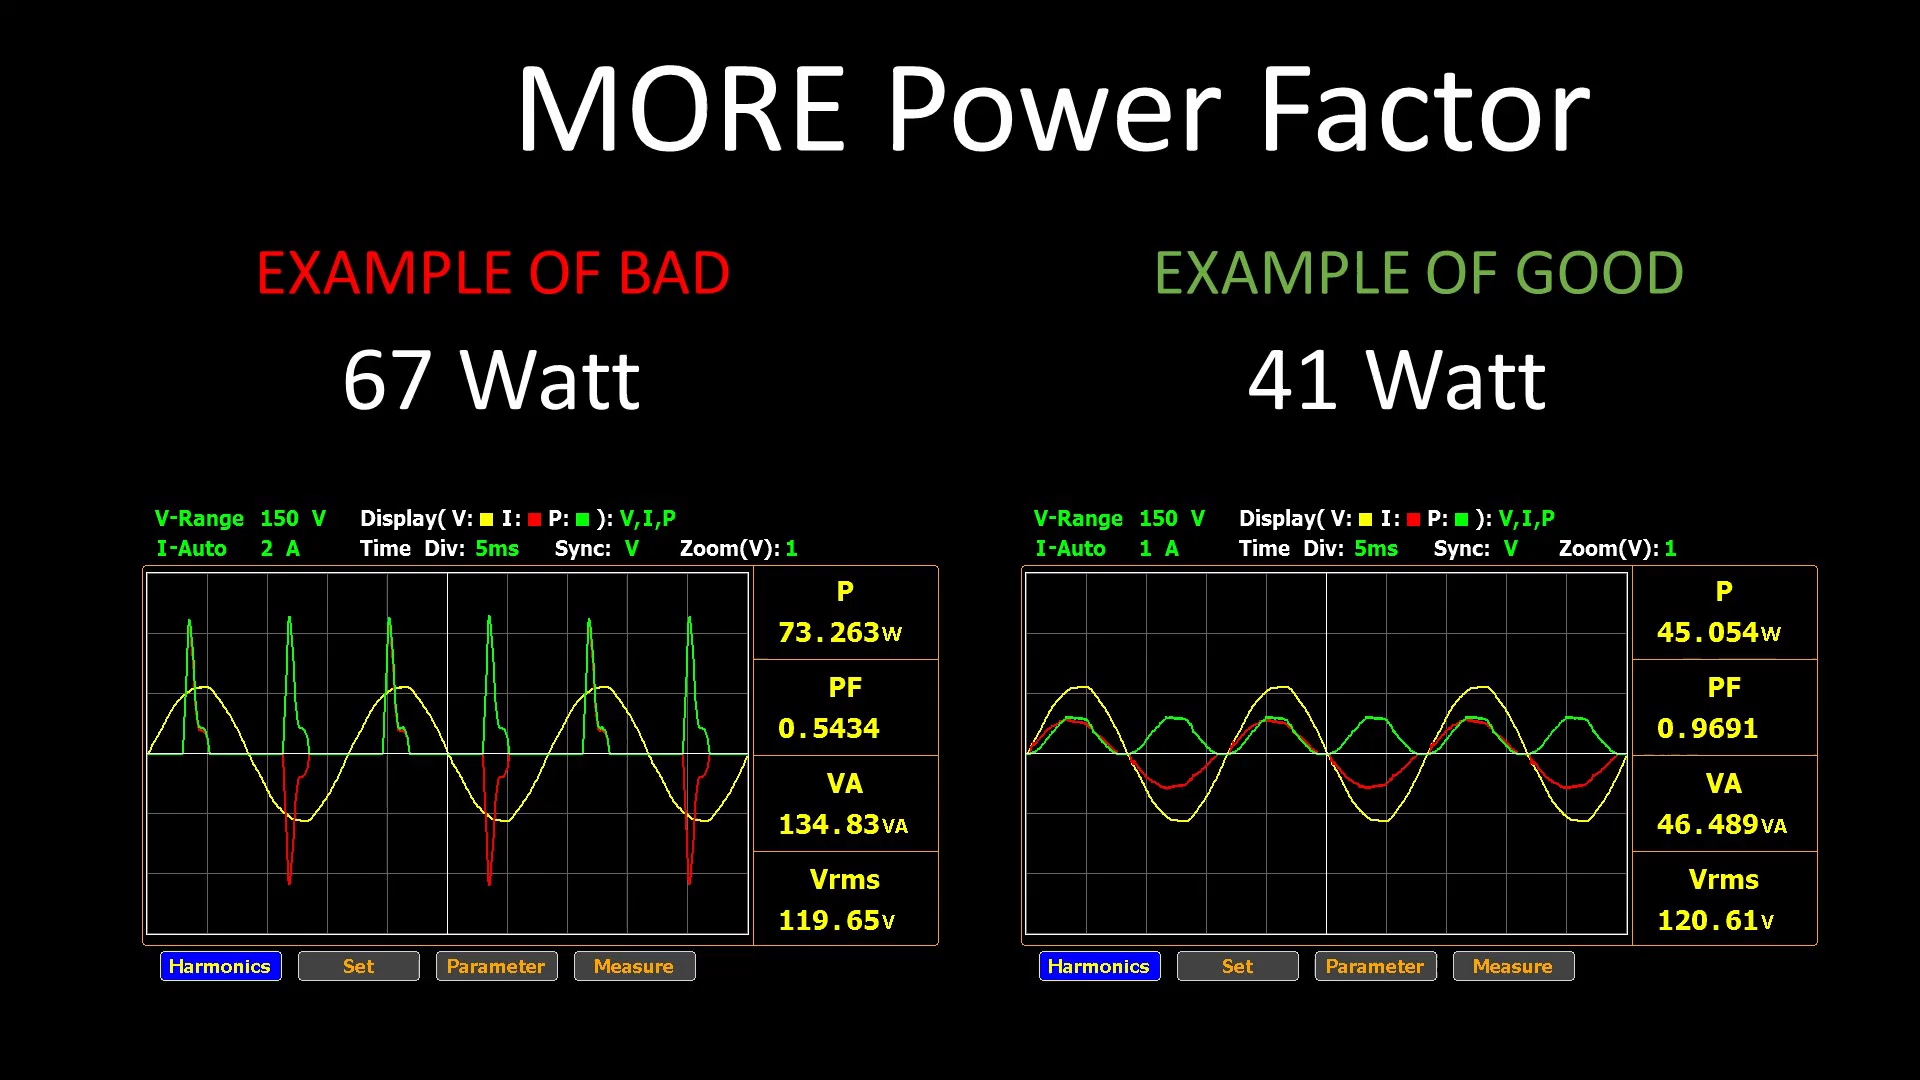 MORE Power Factor
EXAMPLE OF BAD
67 Watt
V-Range 150 V Display( V: I: P: ): V,I,P
I-Auto 2 A Time Div: 5ms Sync: V Zoom(V): 1
P
73.263W
PF
0.5434
VA
134.83VA
Vrms
119.65V
Harmonics Set Parameter Measure
EXAMPLE OF GOOD
41 Watt
V-Range 150 V Display( V: I: P: ): V,I,P
I-Auto 1 A Time Div: 5ms Sync: V Zoom(V): 1
P
45.054W
PF
0.9691
VA
46.489VA
Vrms
120.61V
Harmonics Set Parameter Measure